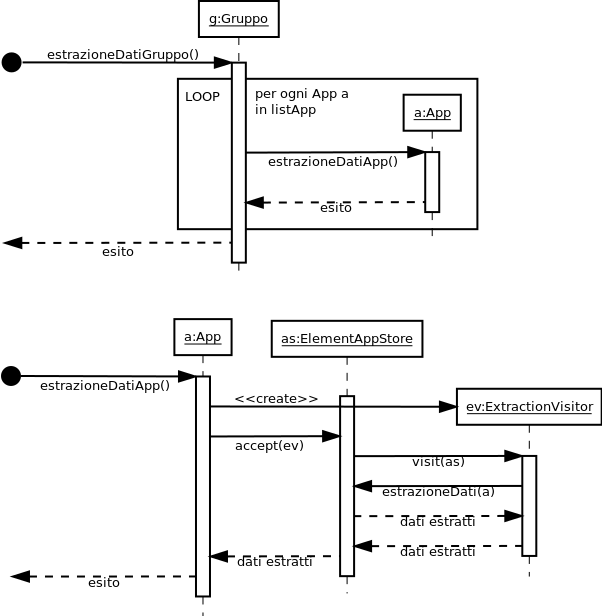 g:Gruppo
estrazioneDatiGruppo()
LOOP
per ogni App a
in listApp
a:App
estrazioneDatiApp()
esito
esito
a:App
as:ElementAppStore
estrazioneDatiApp()
<<create>>
ev:ExtractionVisitor
accept(ev)
visit(as)
estrazioneDati(a)
dati estratti
dati estratti
dati estratti
esito